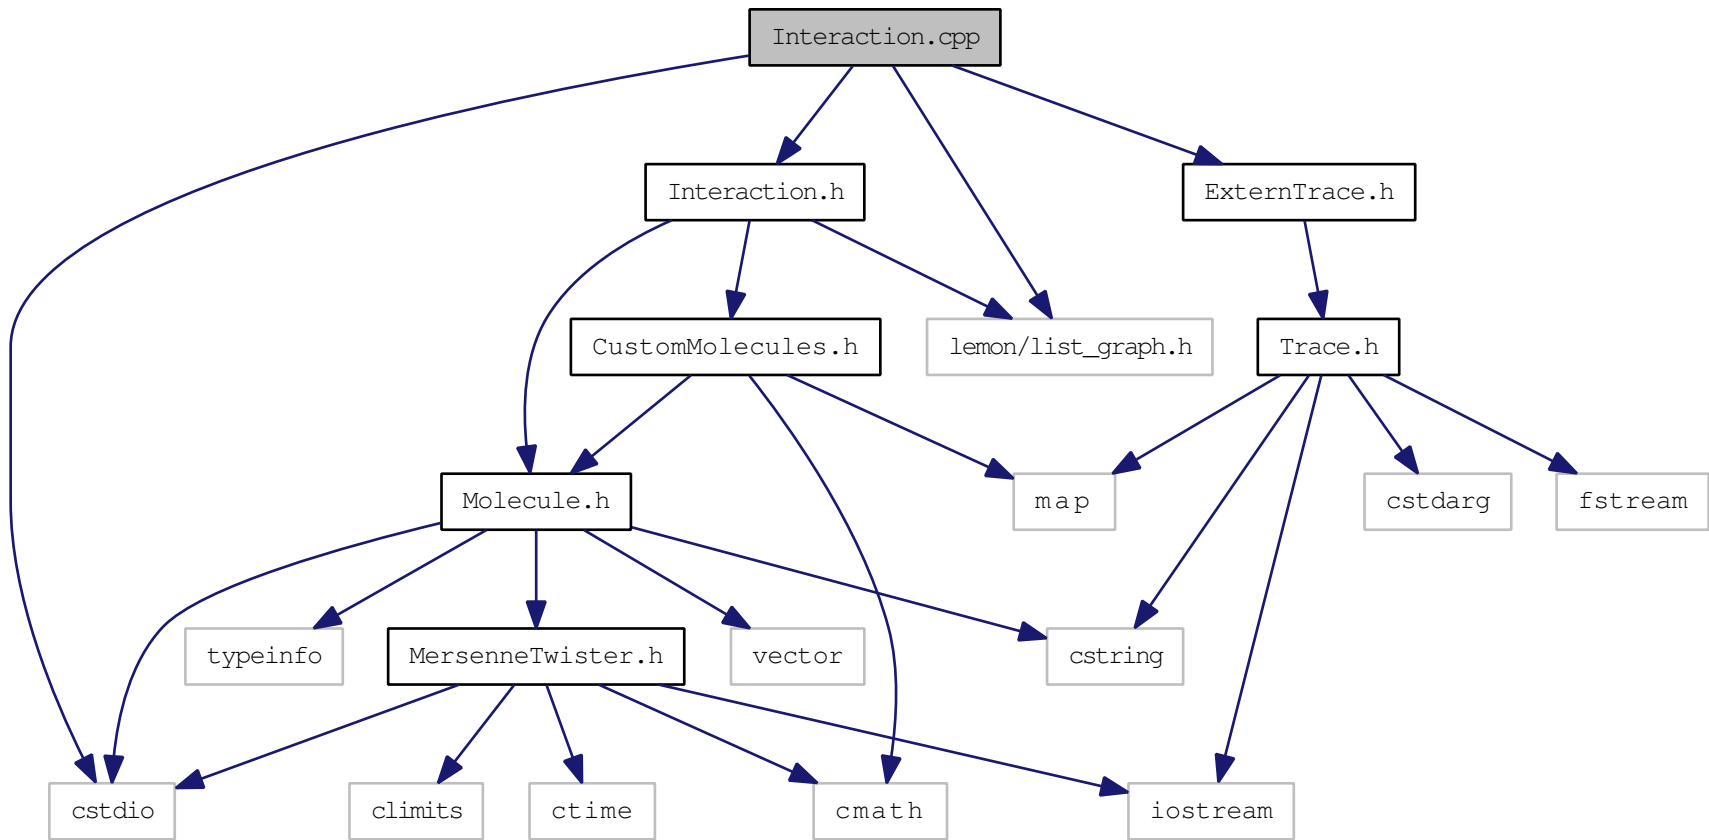 Interaction.cpp
Interaction.h
ExternTrace.h
CustomMolecules.h
lemon/list_graph.h
Trace.h
Molecule.h
map
cstdarg
fstream
typeinfo
MersenneTwister.h
vector
cstring
cstdio
climits
ctime
cmath
iostream